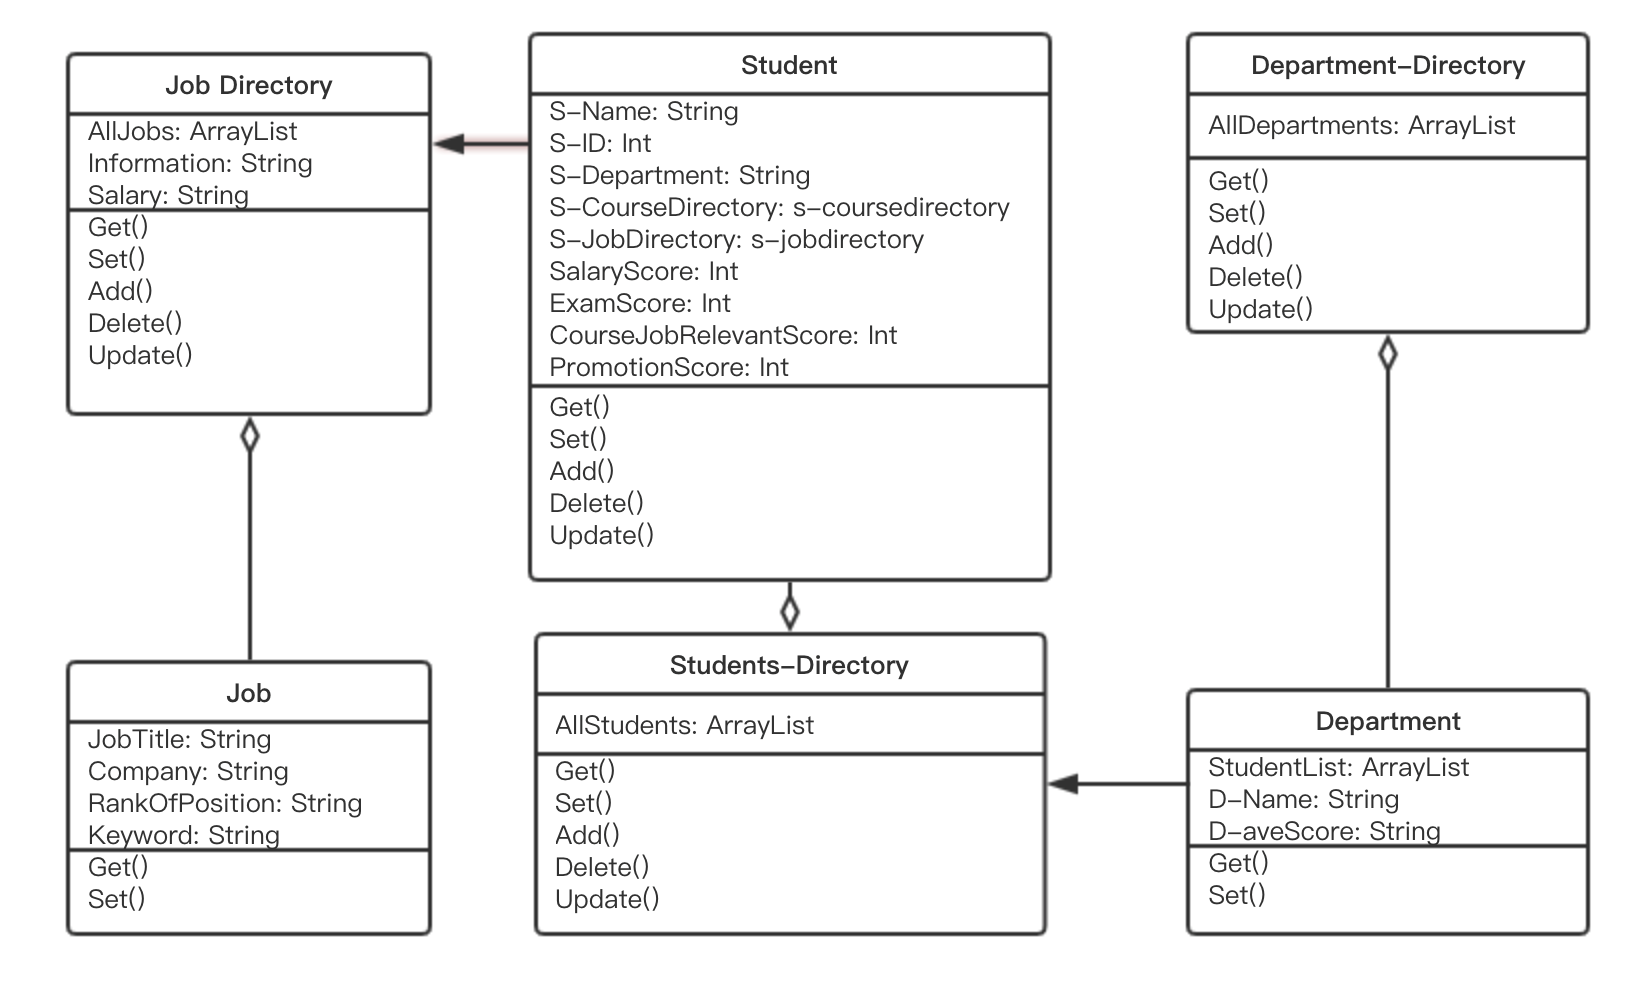 Job Directory
AllJobs: ArrayList
Information: String
Salary: String
Get()
Set()
Add()
Delete()
Update()
Student
S-Name: String
S-ID: Int
S-Department: String
S-CourseDirectory: s-coursedirectory
S-JobDirectory: s-jobdirectory
SalaryScore: Int
ExamScore: Int
CourseJobRelevantScore: Int
PromotionScore: Int
Get()
Set()
Add()
Delete()
Update()
Department-Directory
AllDepartments: ArrayList
Get()
Set()
Add()
Delete()
Update()
Job
JobTitle: String
Company: String
RankOfPosition: String
Keyword: String
Get()
Set()
Students-Directory
AllStudents: ArrayList
Get()
Set()
Add()
Delete()
Update()
Department
StudentList: ArrayList
D-Name: String
D-aveScore: String
Get()
Set()